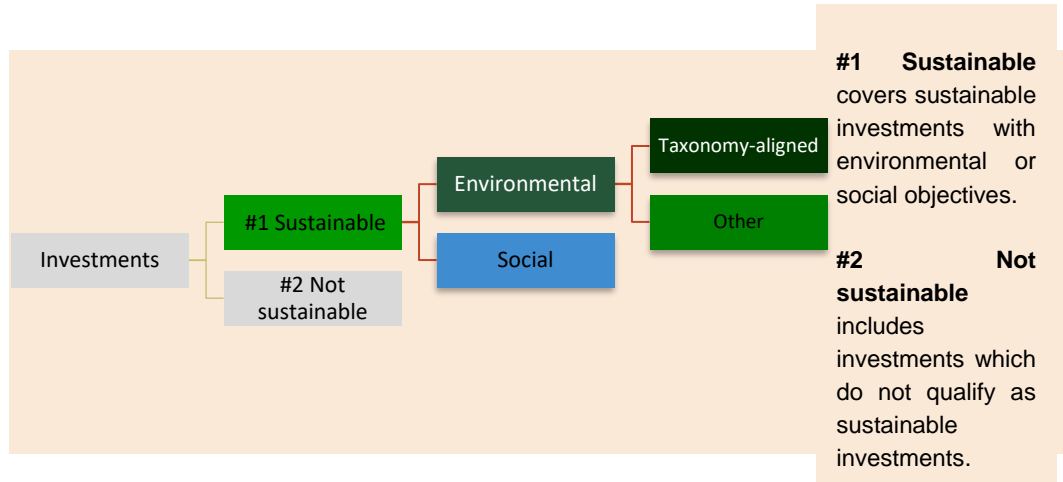 Investments
#1 Sustainable
#2 Not
sustainable
Environmental
Social
Taxonomy-aligned
Other
#1 Sustainable
covers sustainable
investments with
environmental or
social objectives.
#2 Not
sustainable
includes
investments which
do not qualify as
sustainable
investments.